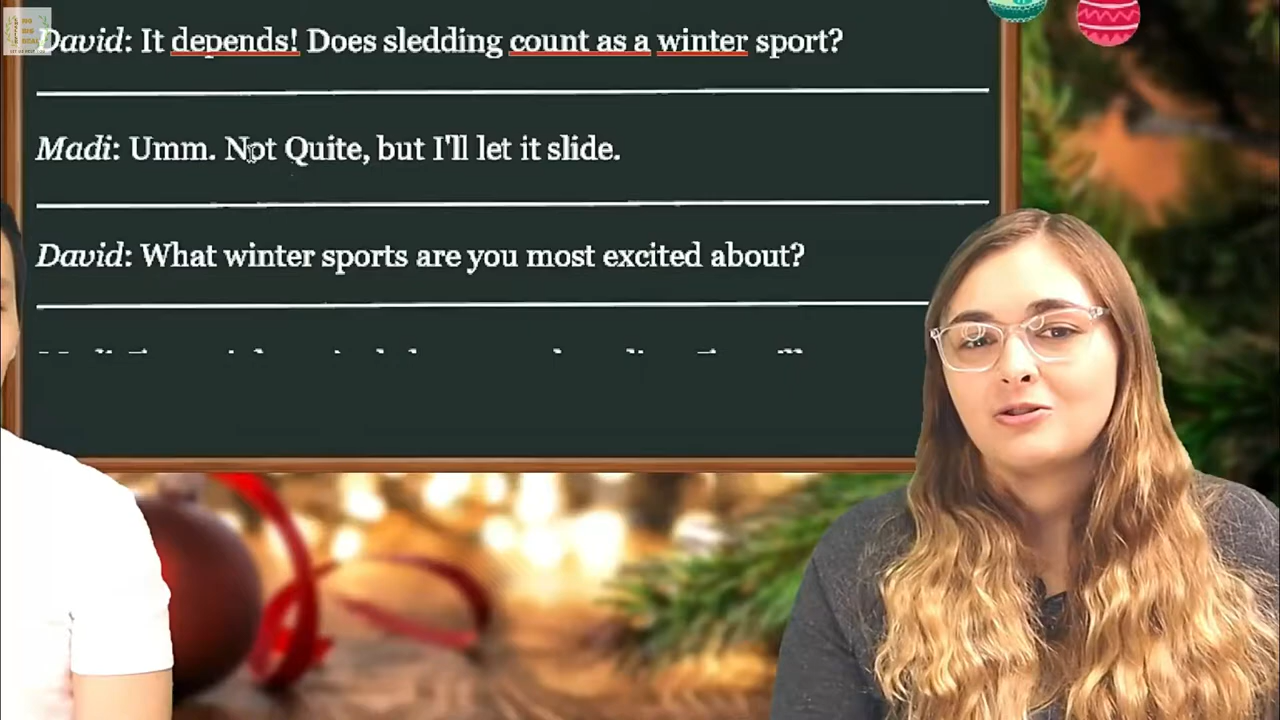 David: It depends! Does sledding count as a winter sport?
Madi: Umm. Not Quite, but I'll let it slide.
David: What winter sports are you most excited about?